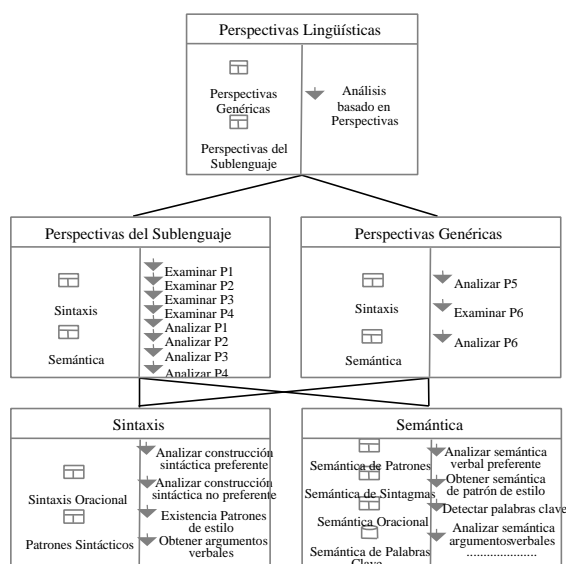 Perspectivas Lingüísticas
Perspectivas
Genéricas
Perspectivas del
Sublenguaje
Análisis
basado en
Perspectivas
Perspectivas del Sublenguaje
Sintaxis
Semántica
Examinar P1
Examinar P2
Examinar P3
Examinar P4
Analizar P1
Analizar P2
Analizar P3
Analizar P4
Perspectivas Genéricas
Sintaxis
Semántica
Analizar P5
Examinar P6
Analizar P6
Sintaxis
Sintaxis Oracional
Patrones Sintácticos
Analizar construcción
sintáctica preferente
Analizar construcción
sintáctica no preferente
Existencia Patrones
de estilo
Obtener argumentos
verbales
Semántica
Semántica de Patrones
Semántica de Sintagmas
Semántica Oracional
Semántica de Palabras
Clave
Analizar semántica
verbal preferente
Obtener semántica
de patrón de estilo
Detectar palabras clave
Analizar semántica
argumentosverbales
.....................